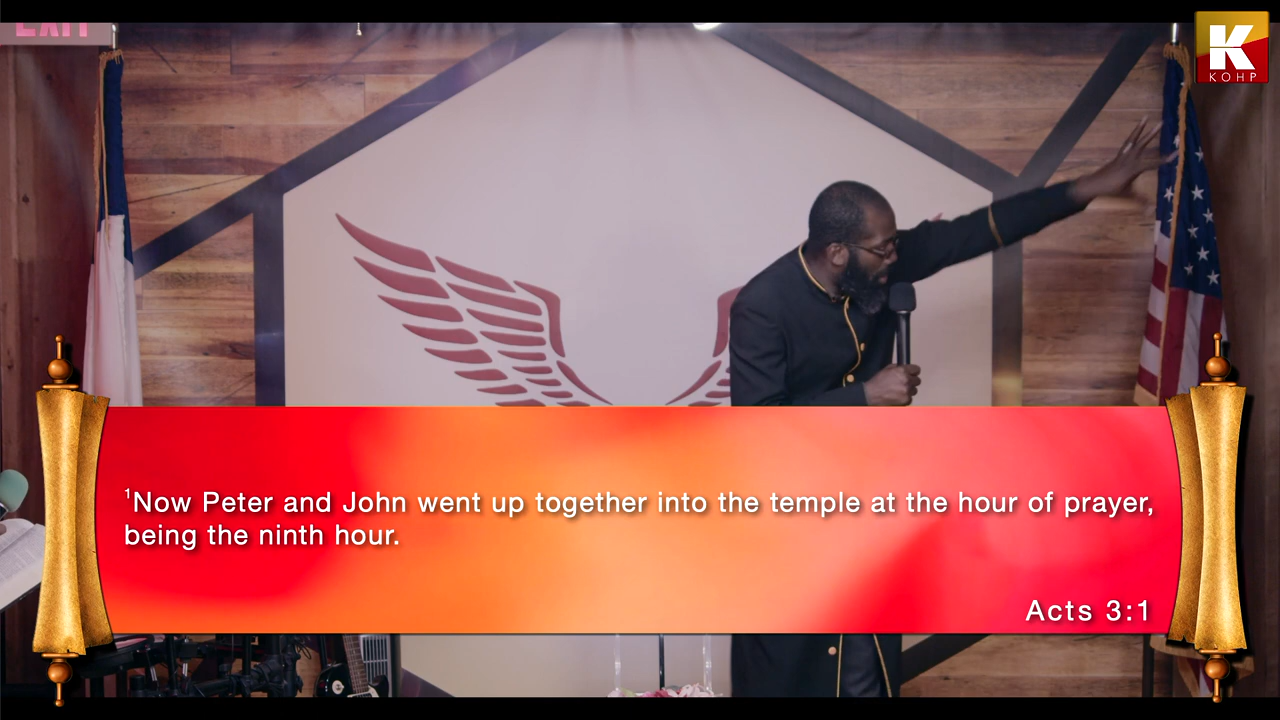 EXIT
K
KOHP
¹Now Peter and John went up together into the temple at the hour of prayer,
being the ninth hour.
Acts 3:1